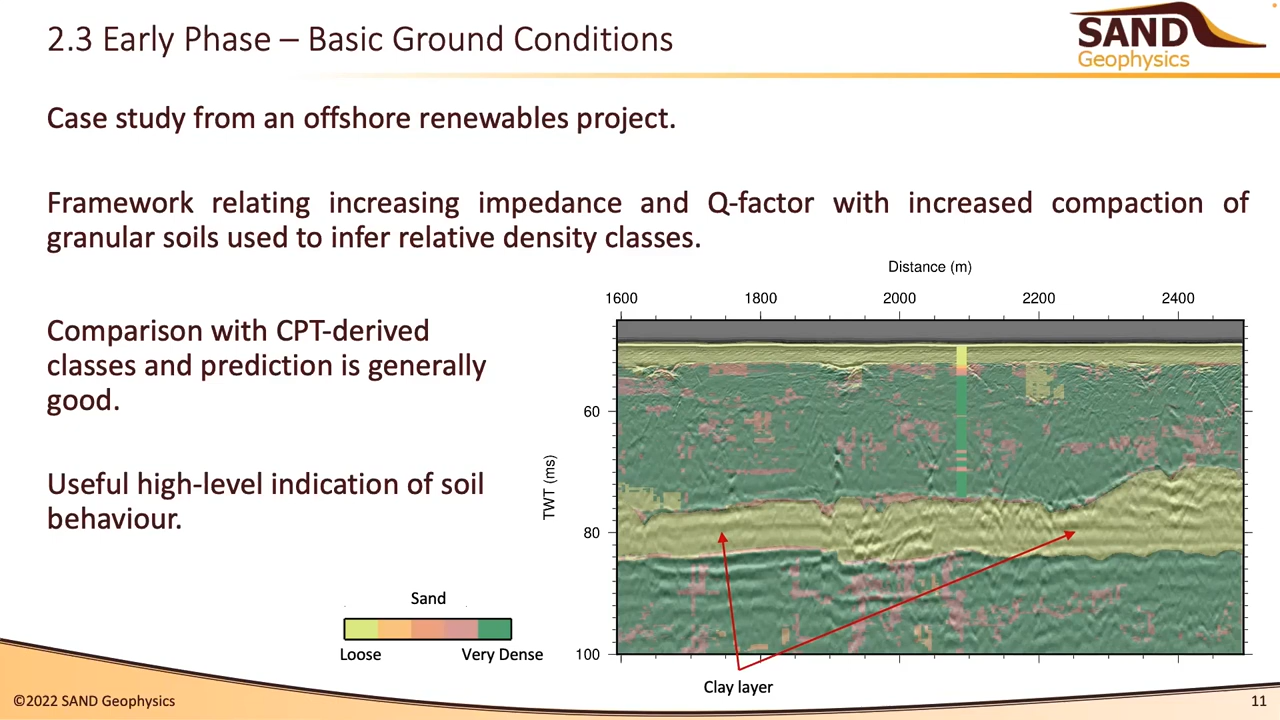 2.3 Early Phase – Basic Ground Conditions
SAND
Geophysics
Case study from an offshore renewables project.
Framework relating increasing impedance and Q-factor with increased compaction of
granular soils used to infer relative density classes.
Distance (m)
1600 1800 2000 2200 2400
Comparison with CPT-derived
classes and prediction is generally
good.
Useful high-level indication of soil
behaviour.
TWT (ms)
60
80
100
Sand
Loose Very Dense
Clay layer
©2022 SAND Geophysics
11